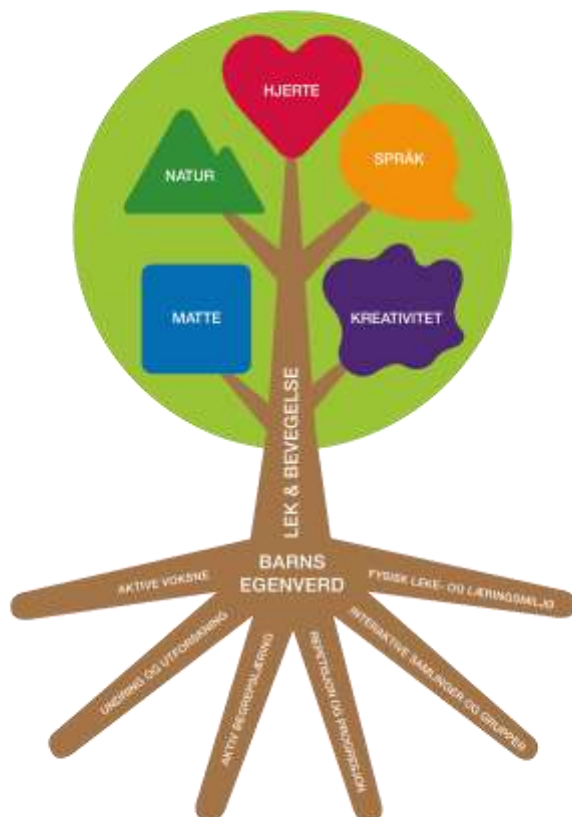 HJERTE
NATUR
SPRÅK
MATTE
KREATIVITET
LEK & BEVEGELSE
BARNS
EGENVERD
AKTIVE VOKSNE
FYSISK LEKE- OG LÆRINGSMILJØ
UNDRING OG UTFORSKNING
INTERAKTIVE SAMLINGER OG GRUPPER
AKTIV BEGREPSLÆRING
REPETISJON OG PROGRESJON